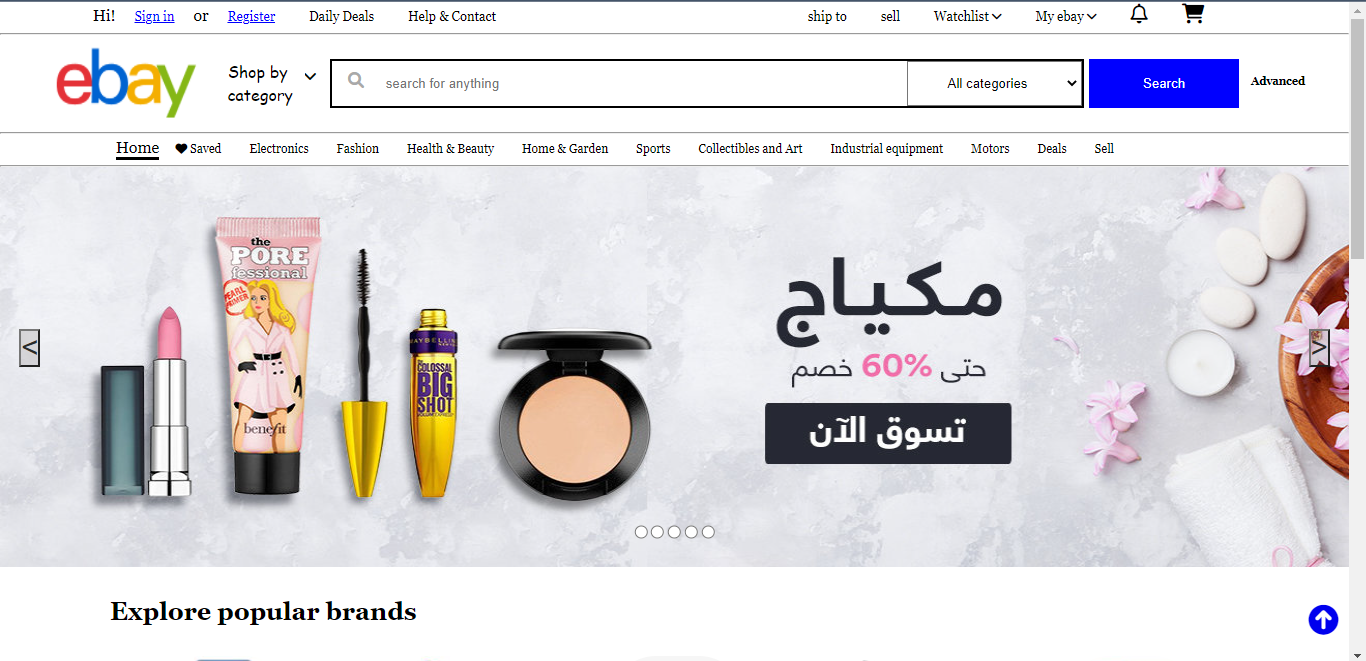 Hi! Sign in or Register Daily Deals Help & Contact ship to sell Watchlist My ebay
ebay
Shop by
category
search for anything All categories Search Advanced
Home Saved Electronics Fashion Health & Beauty Home & Garden Sports Collectibles and Art Industrial equipment Motors Deals Sell
the
PORE
fessional
PEARL
PRIMER
benefit
MAYBELLINE
COLOSSAL
BIG
SHOT
مكياج
حتى 60% خصم
تسوق الآن
<
>
Explore popular brands